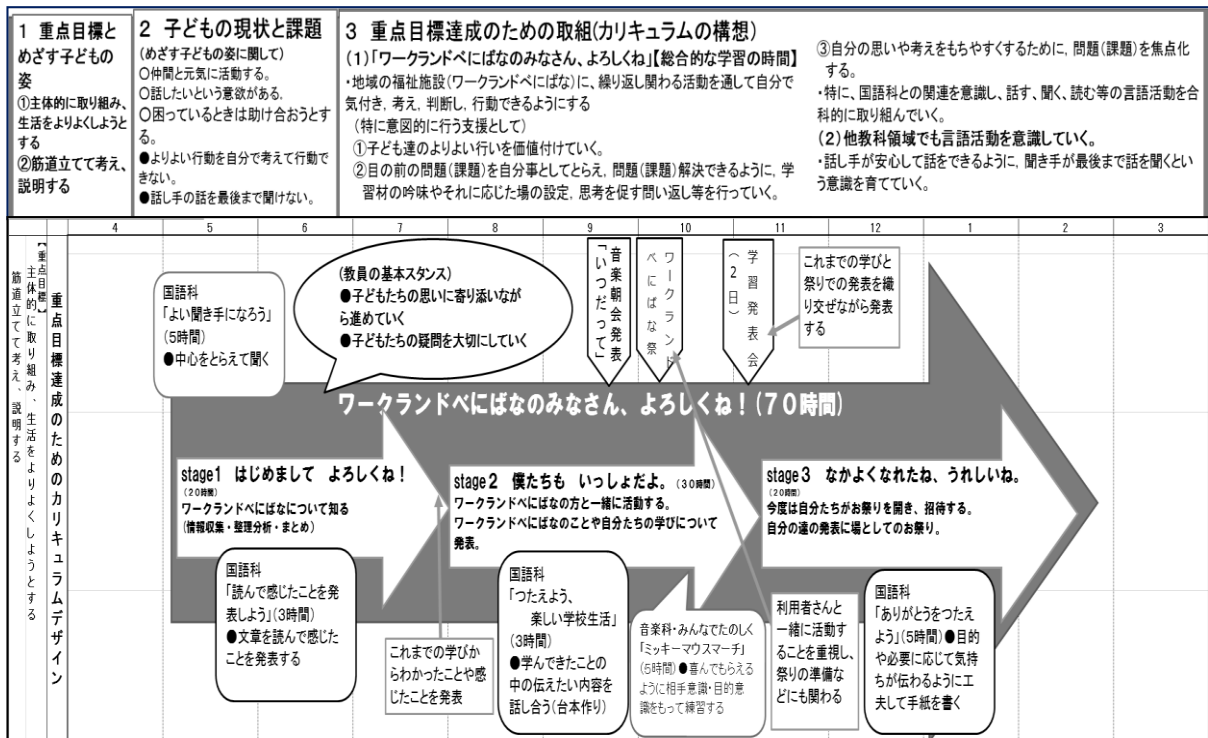 1 重点目標と
めざす子どもの
姿
①主体的に取り組み、
生活をよりよくしようと
する
②筋道立てて考え、
説明する
2 子どもの現状と課題
(めざす子どもの姿に関して)
○仲間と元気に活動する。
○話したいという意欲がある.
○困っているときは助け合おうとす
る。
●よりよい行動を自分で考えて行動で
きない。
●話し手の話を最後まで聞けない。
3 重点目標達成のための取組(カリキュラムの構想)
(1)「ワークランドべにばなのみなさん、よろしくね」【総合的な学習の時間】
・地域の福祉施設(ワークランドべにばな)に、繰り返し関わる活動を通して自分で
気付き, 考え, 判断し, 行動できるようにする
(特に意図的に行う支援として)
①子ども達のよりよい行いを価値付けていく。
②目の前の問題(課題)を自分事としてとらえ, 問題(課題)解決できるように, 学
習材の吟味やそれに応じた場の設定, 思考を促す問い返し等を行っていく。
③自分の思いや考えをもちやすくするために, 問題(課題)を焦点化
する。
・特に、国語科との関連を意識し、話す、聞く、読む等の言語活動を合
科的に取り組んでいく。
(2)他教科領域でも言語活動を意識していく。
・話し手が安心して話をできるように, 聞き手が最後まで話を聞くとい
う意識を育てていく。
4 5 6 7 8 9 10 11 12 1 2 3
重点目標達成のためのカリキュラムデザイン
【重点目標】
主体的に取り組み、生活をよりよくしようとする
筋道立てて考え、説明する
国語科
「よい聞き手になろう」
(5時間)
●中心をとらえて聞く
(教員の基本スタンス)
●子どもたちの思いに寄り添いなが
ら進めていく
●子どもたちの疑問を大切にしていく
音楽朝会発表
「いつだって」
ワークランド
べにばな祭
学習発表会
(2日)
これまでの学びと
祭りでの発表を織
り交ぜながら発表
する
ワークランドべにばなのみなさん、よろしくね!(70時間)
stage1 はじめまして よろしくね!
(20時間)
ワークランドべにばなについて知る
(情報収集・整理分析・まとめ)
stage2 僕たちも いっしょだよ。(30時間)
ワークランドべにばなの方と一緒に活動する。
ワークランドべにばなのことや自分たちの学びについて
発表。
stage3 なかよくなれたね、うれしいね。
(20時間)
今度は自分たちがお祭りを開き、招待する。
自分の達の発表に場としてのお祭り。
国語科
「読んで感じたことを発
表しよう」(3時間)
●文章を読んで感じた
ことを発表する
これまでの学びか
らわかったことや感
じたことを発表
国語科
「つたえよう、
楽しい学校生活」
(3時間)
●学んできたことの
中の伝えたい内容を
話し合う(台本作り)
音楽科・みんなでたのしく
「ミッキーマウスマーチ」
(5時間)●喜んでもらえる
ように相手意識・目的意
識をもって練習する
利用者さんと
一緒に活動す
ることを重視し、
祭りの準備な
どにも関わる
国語科
「ありがとうをつたえ
よう」(5時間)●目的
や必要に応じて気持
ちが伝わるように工
夫して手紙を書く